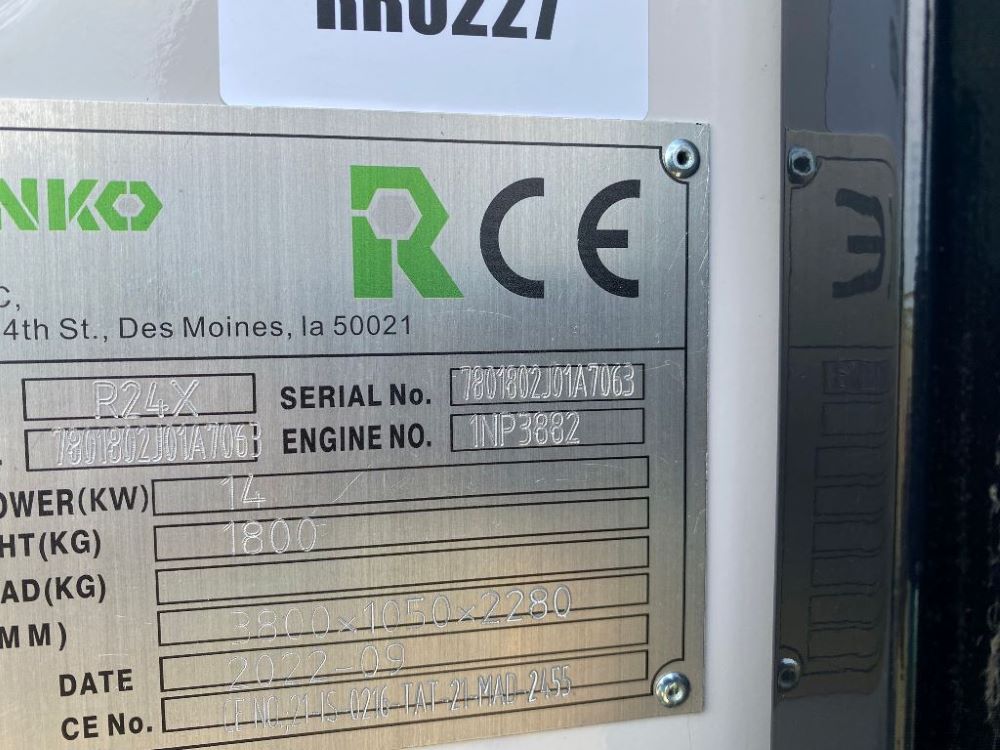 RR0227
NKO R CE
C,
4th St., Des Moines, Ia 50021
R24X SERIAL No. 7801802J01A7063
7801802J01A7063 ENGINE NO. 1NP3882
OWER(KW) 14
HT(KG) 1800
AD(KG)
MM) 3800×1050×2280
DATE 2022-09
CE No. CE NO,21-IS-0216-TAT-21-MAD-2455